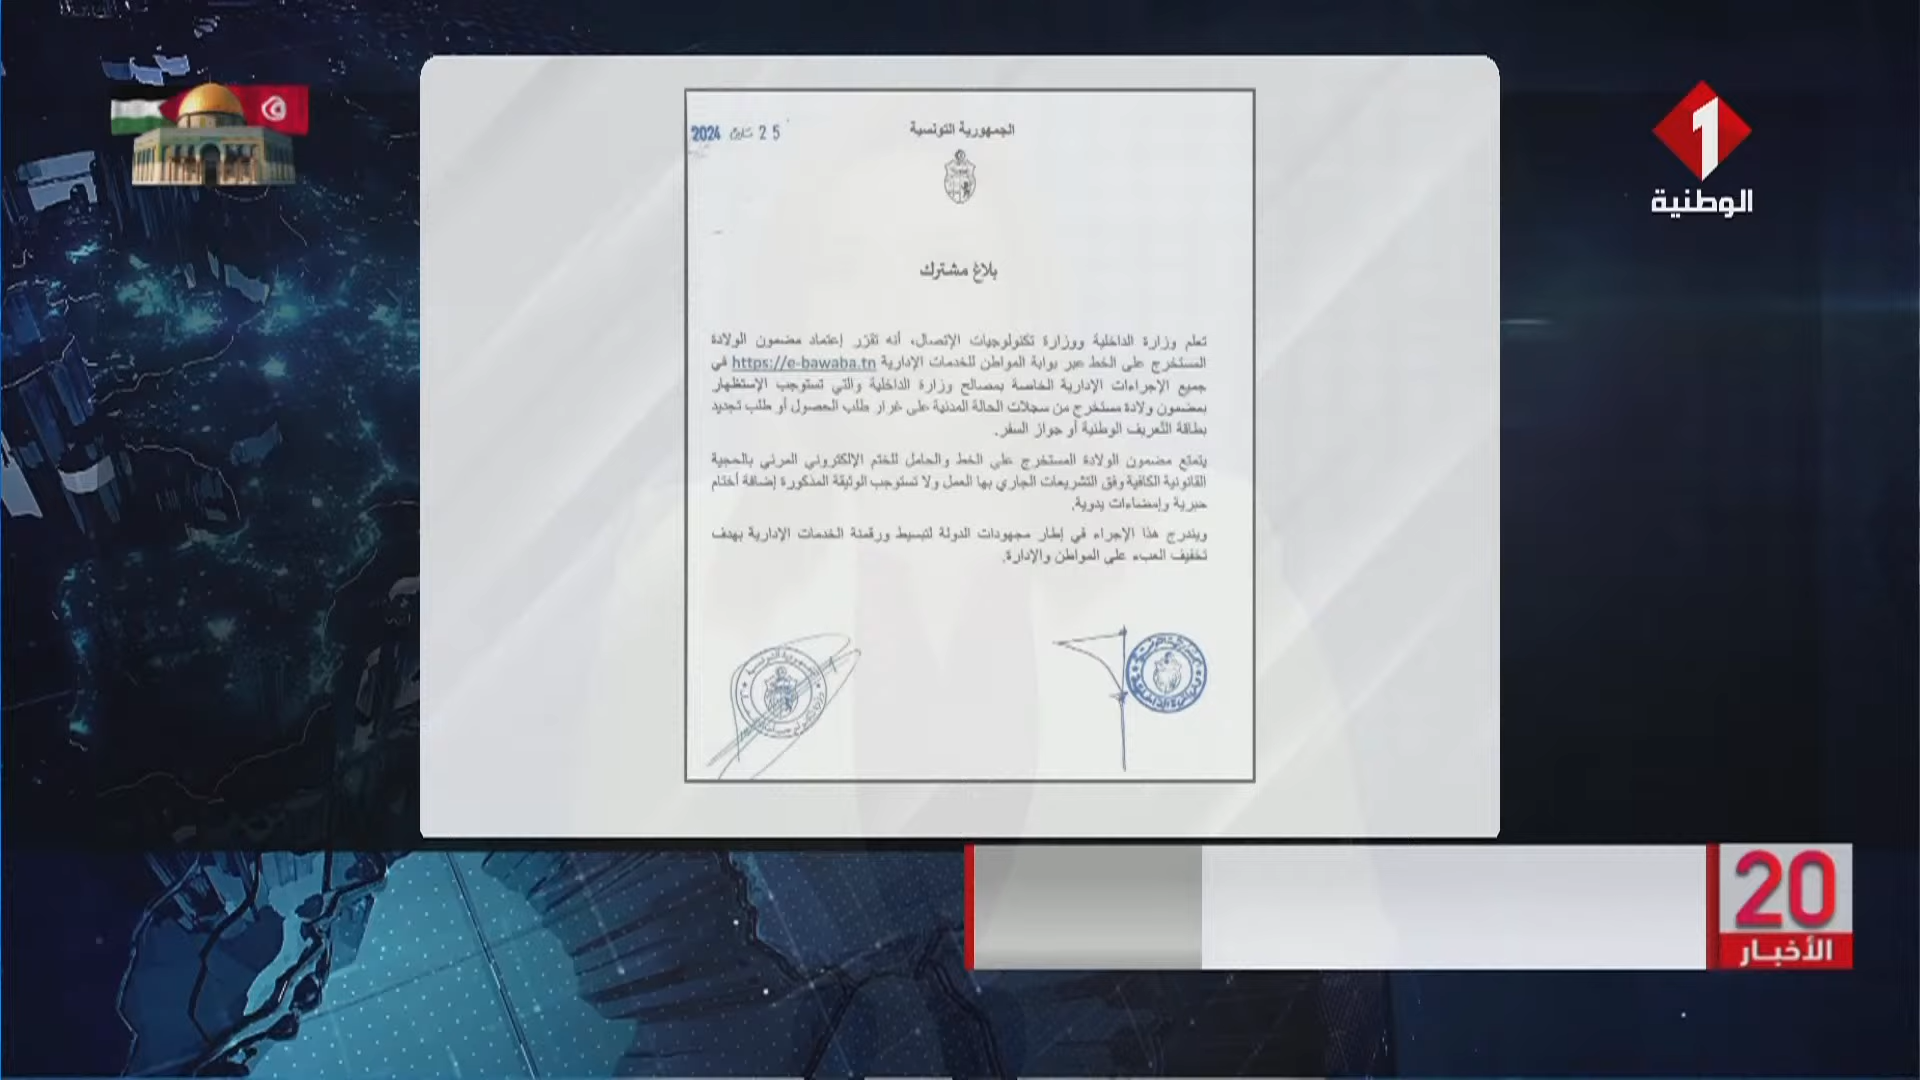 الجمهورية التونسية
25 مارس 2024
بلاغ مشترك
تعلم وزارة الداخلية ووزارة تكنولوجيات الإتصال، أنه تقرّر إعتماد مضمون الولادة
المستخرج على الخط عبر بوابة المواطن للخدمات الإدارية https://e-bawaba.tn في
جميع الإجراءات الإدارية الخاصة بمصالح وزارة الداخلية والتي تستوجب الإستظهار
بمضمون ولادة مستخرج من سجلات الحالة المدنية على غرار طلب الحصول أو طلب تجديد
بطاقة التّعريف الوطنية أو جواز السفر.
يتمتع مضمون الولادة المستخرج على الخط والحامل للختم الإلكتروني المرئي بالحجية
القانونية الكافية وفق التشريعات الجاري بها العمل ولا تستوجب الوثيقة المذكورة إضافة أختام
حبرية وإمضاءات يدوية.
ويندرج هذا الإجراء في إطار مجهودات الدولة لتبسيط ورقمنة الخدمات الإدارية بهدف
تخفيف العبء على المواطن والإدارة.
1
الوطنية
20
الأخبار